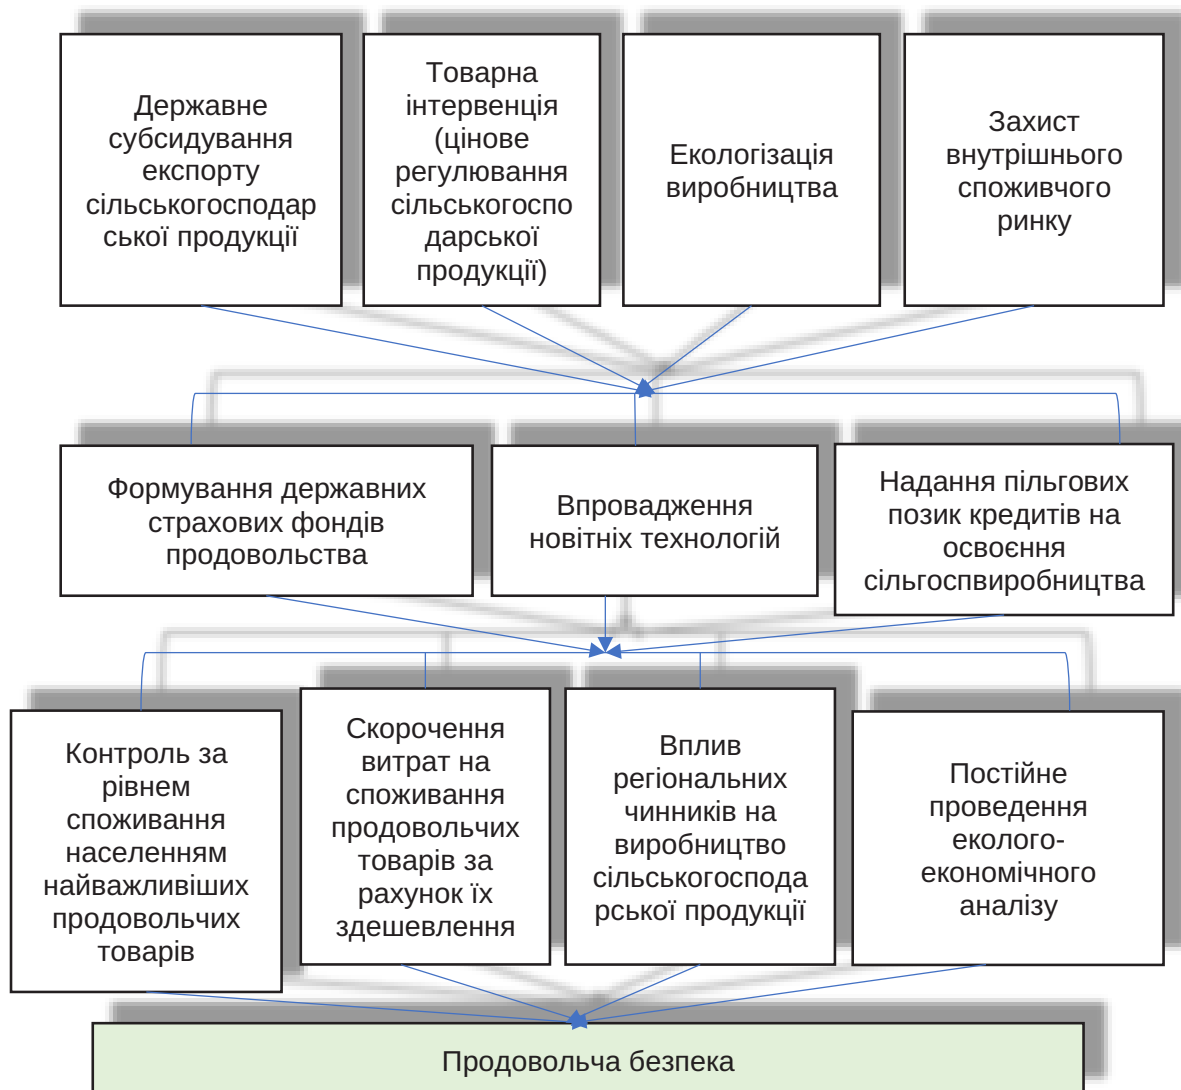 Державне
субсидування
експорту
сільськогосподар
ської продукції
Товарна
інтервенція
(цінове
регулювання
сільськогоспо
дарської
продукції)
Екологізація
виробництва
Захист
внутрішнього
споживчого
ринку
Формування державних
страхових фондів
продовольства
Впровадження
новітніх технологій
Надання пільгових
позик кредитів на
освоєння
сільгоспвиробництва
Контроль за
рівнем
споживання
населенням
найважливіших
продовольчих
товарів
Скорочення
витрат на
споживання
продовольчих
товарів за
рахунок їх
здешевлення
Вплив
регіональних
чинників на
виробництво
сільськогоспода
рської продукції
Постійне
проведення
еколого-
економічного
аналізу
Продовольча безпека